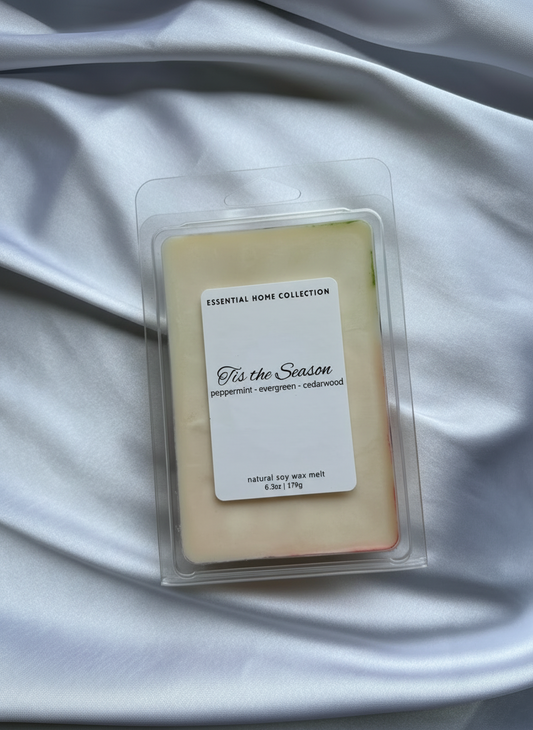 ESSENTIAL HOME COLLECTION
'Tis the Season
peppermint - evergreen - cedarwood
natural soy wax melt
6.3oz | 179g